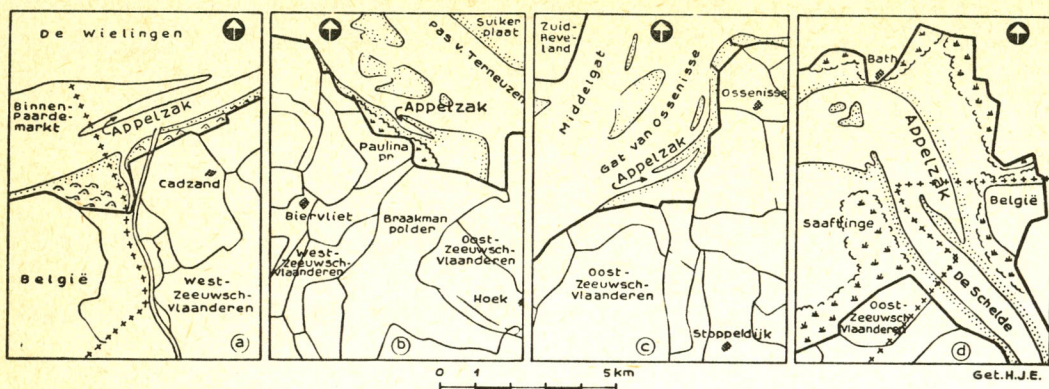 De Wielingen
Binnen-
Paarde-
markt
Appelzak
Cadzand
België
West-
Zeeuwsch-
Vlaanderen
a
Suiker
plaat
Pas v. Terneuzen
Appelzak
Paulina
pr.
Biervliet
Braakman
polder
West-
Zeeuwsch-
Vlaanderen
Oost-
Zeeuwsch-
Vlaanderen
Hoek
b
Zuid-
Beve-
land
Middelgat
Gat van Ossenisse
Ossenisse
Appelzak
Oost-
Zeeuwsch-
Vlaanderen
Stoppeldijk
c
Bath
Appelzak
België
Saaftinge
De Schelde
Oost-
Zeeuwsch-
Vlaanderen
d
0 1 5 km
Get. H.J.E.